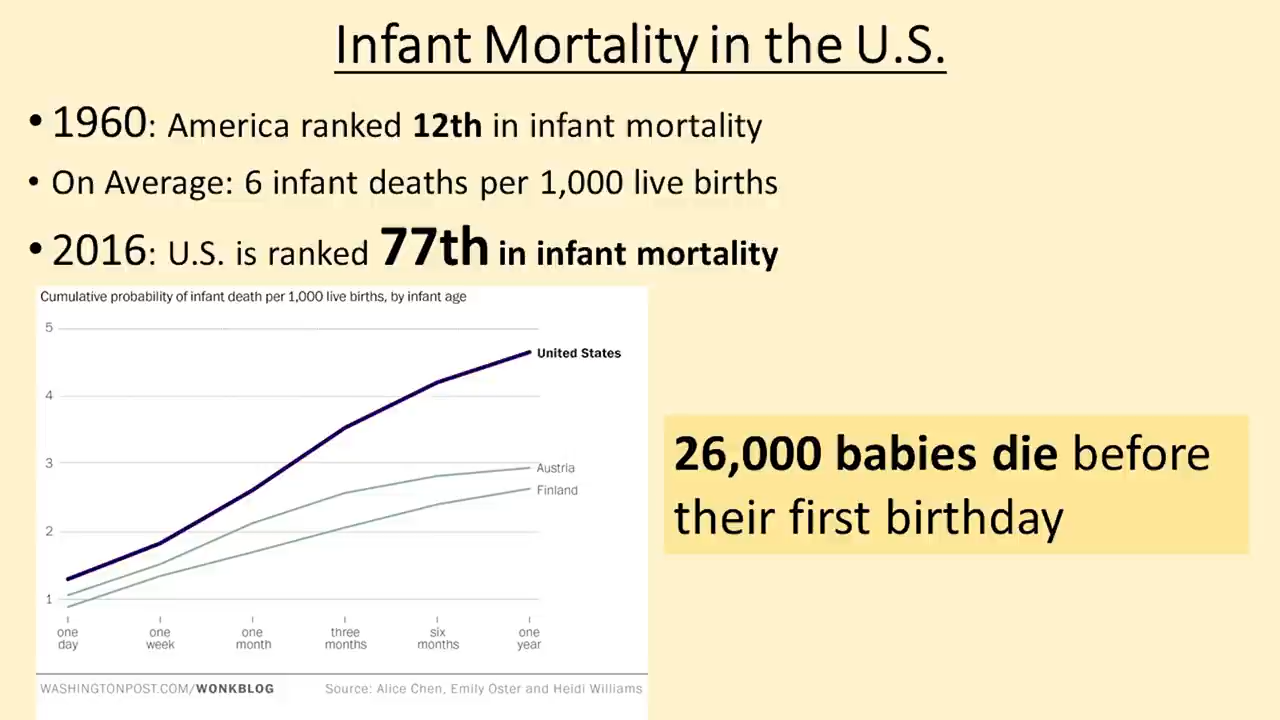 Infant Mortality in the U.S.
• 1960: America ranked 12th in infant mortality
• On Average: 6 infant deaths per 1,000 live births
• 2016: U.S. is ranked 77th in infant mortality
Cumulative probability of infant death per 1,000 live births, by infant age
5
United States
4
3
Austria
Finland
2
1
one day
one week
one month
three months
six months
one year
WASHINGTONPOST.COM/WONKBLOG
Source: Alice Chen, Emily Oster and Heidi Williams
26,000 babies die before
their first birthday